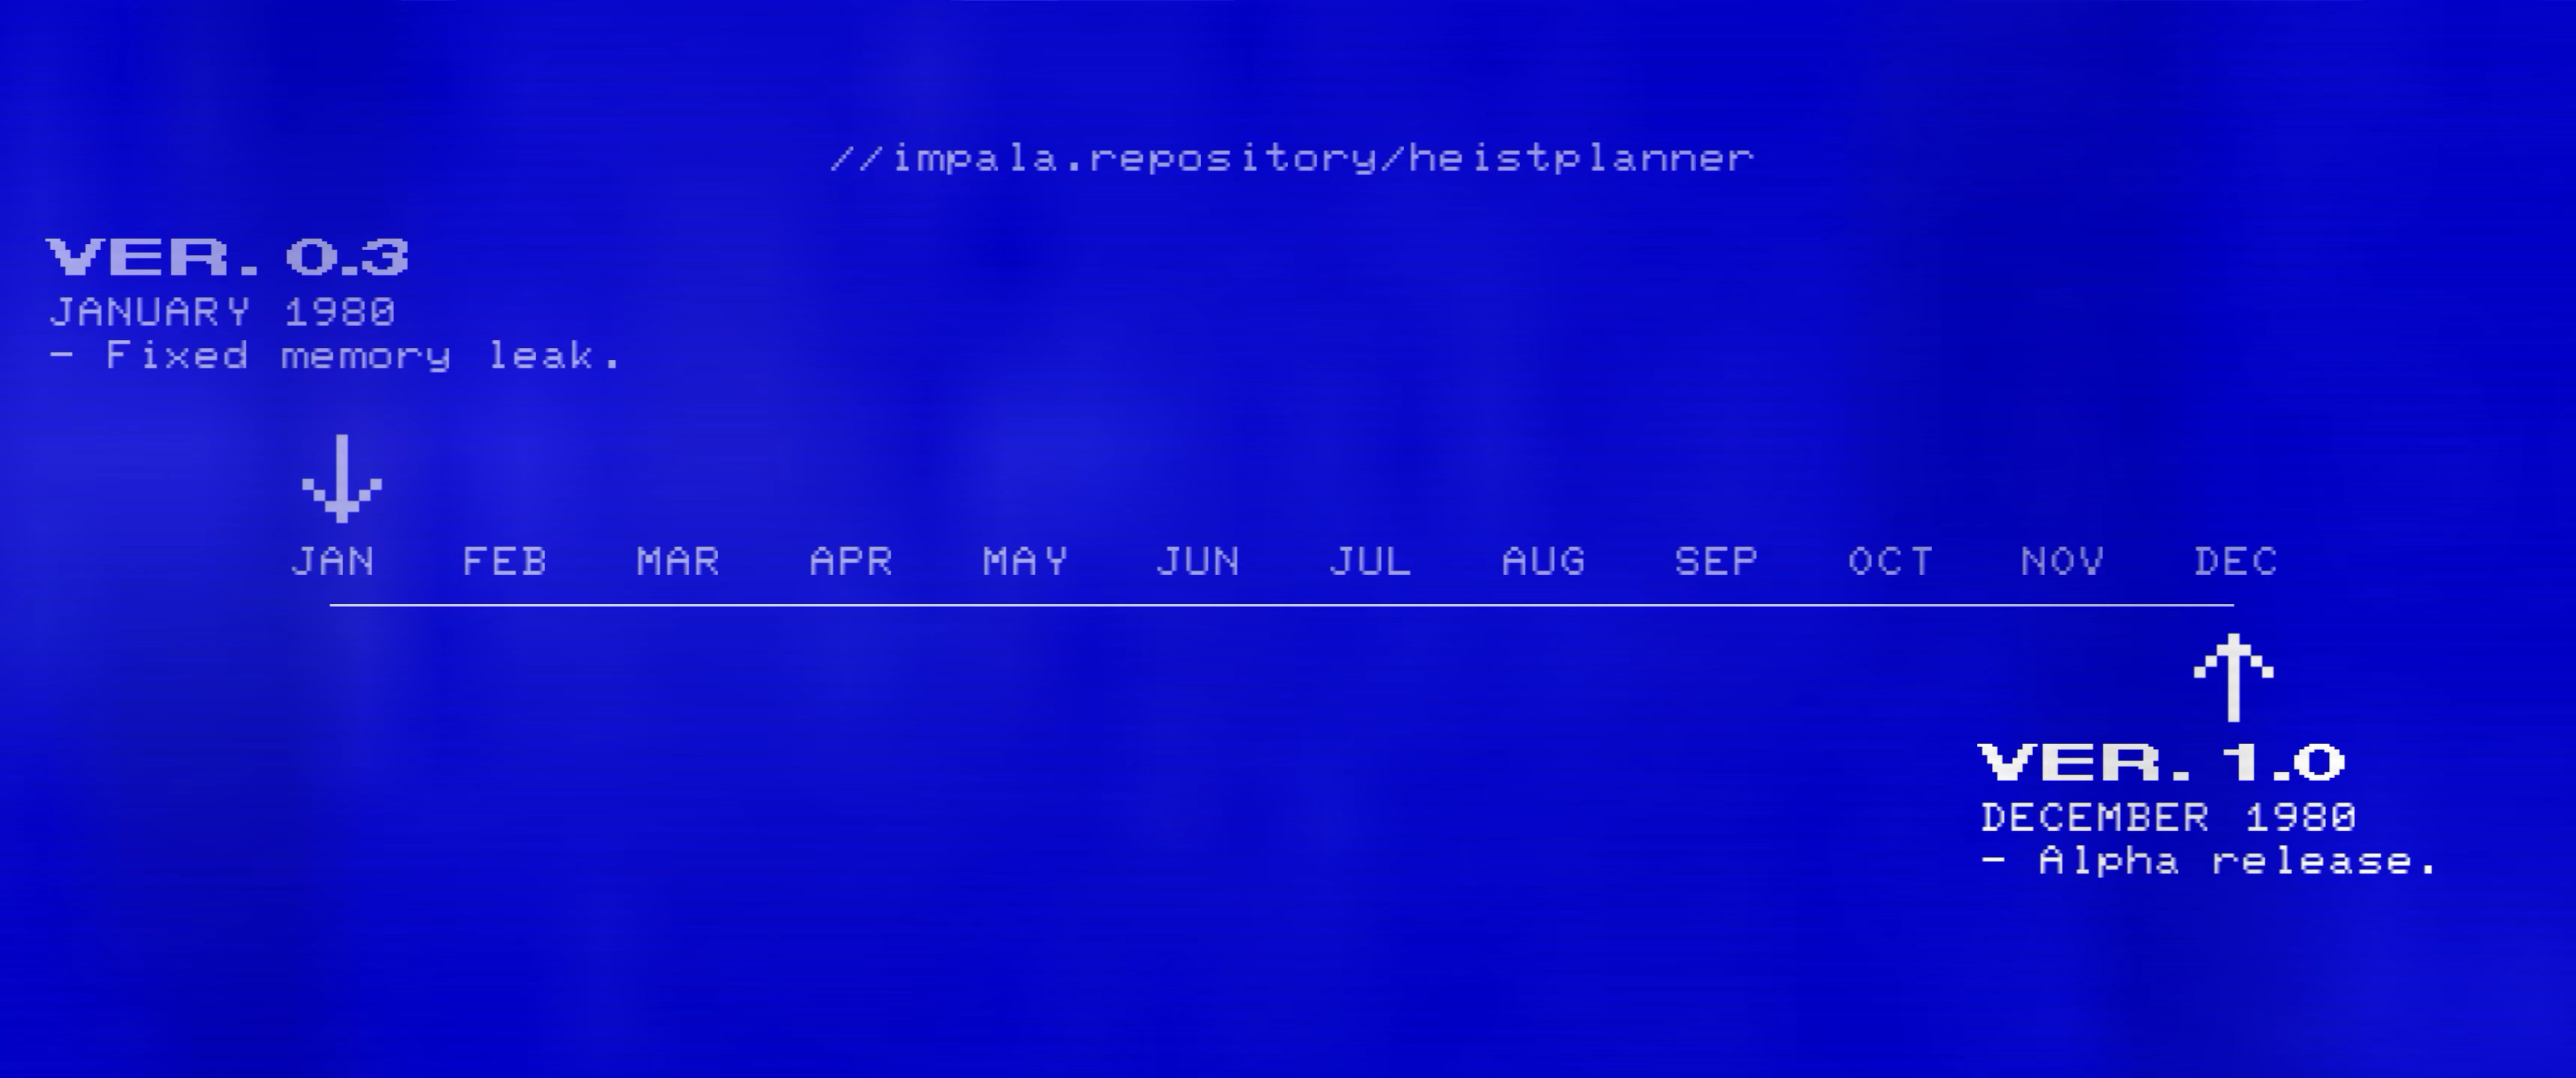 //impala.repository/heistplanner
VER. 0.3
JANUARY 1980
- Fixed memory leak.
JAN FEB MAR APR MAY JUN JUL AUG SEP OCT NOV DEC
VER. 1.0
DECEMBER 1980
- Alpha release.